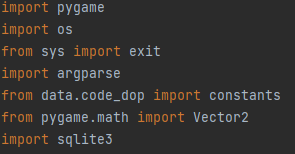 import pygame
import os
from sys import exit
import argparse
from data.code_dop import constants
from pygame.math import Vector2
import sqlite3